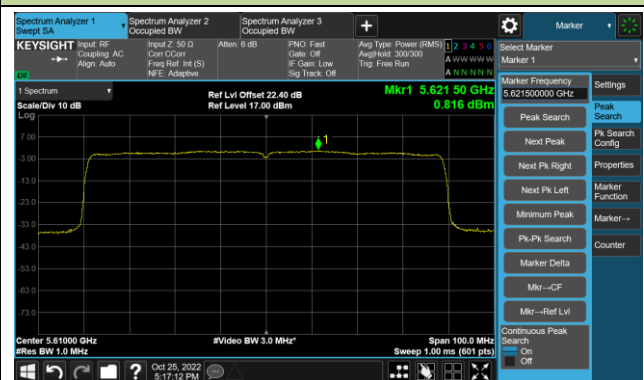 Spectrum Analyzer 1
Swept SA
Spectrum Analyzer 2
Occupied BW
Spectrum Analyzer 3
Occupied BW
Marker
KEYSIGHT
Input: RF
Coupling: AC
Align: Auto
Input Z: 50 Ω
Corr CCorr
Freq Ref: Int (S)
NFE: Adaptive
Atten: 6 dB
PNO: Fast
Gate: Off
IF Gain: Low
Sig Track: Off
Avg Type: Power (RMS)
Avg|Hold: 300/300
Trig: Free Run
1 2 3 4 5 6
A W W W W W
A N N N N N
LXI
Select Marker
Marker 1
1 Spectrum
Scale/Div 10 dB
Log
Ref Lvl Offset 22.40 dB
Ref Level 17.00 dBm
Mkr1 5.621 50 GHz
0.816 dBm
7.00
-3.00
-13.0
-23.0
-33.0
-43.0
-53.0
-63.0
-73.0
1
Center 5.61000 GHz
#Res BW 1.0 MHz
#Video BW 3.0 MHz*
Span 100.0 MHz
Sweep 1.00 ms (601 pts)
Marker Frequency
5.621500000 GHz
Peak Search
Next Peak
Next Pk Right
Next Pk Left
Minimum Peak
Pk-Pk Search
Marker Delta
Mkr→CF
Mkr→Ref Lvl
Continuous Peak
Search
On
Off
Settings
Peak
Search
Pk Search
Config
Properties
Marker
Function
Marker→
Counter
Oct 25, 2022
5:17:12 PM